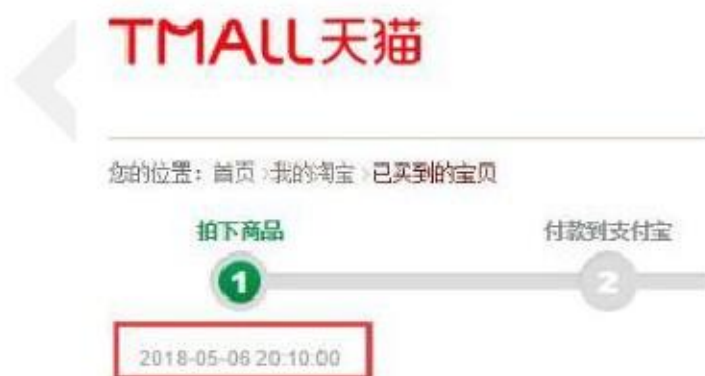 TMALL天猫
您的位置：首页›我的淘宝›已买到的宝贝
拍下商品 付款到支付宝
1 2
2018-05-06 20:10:00